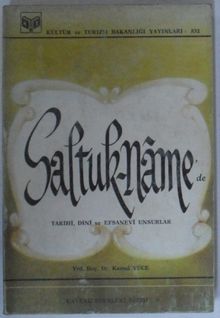 KÜLTÜR ve TURİZM BAKANLIĞI YAYINLARI :
Saltuk-Nâme'de
TARİHİ, DİNİ ve EFSANEVİ UNSURLAR
Yrd. Doç. Dr. Kemal YÜCE